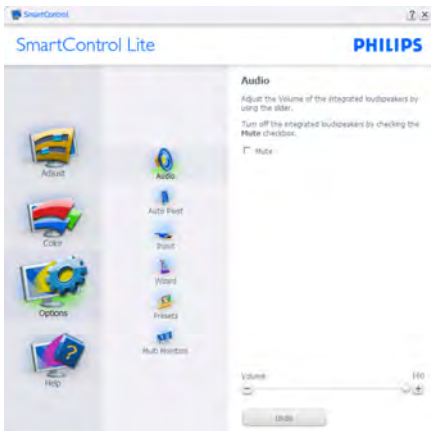 SmartControl
SmartControl Lite
PHILIPS
Adjust
Color
Options
Help
Audio
Auto Pivot
Pivot
Wizard
Presets
Multi Monitors
Audio
Adjust the Volume of the integrated loudspeakers by
using the slider.
Turn off the integrated loudspeakers by checking the
Mute checkbox.
Mute
Volume
100
Undo